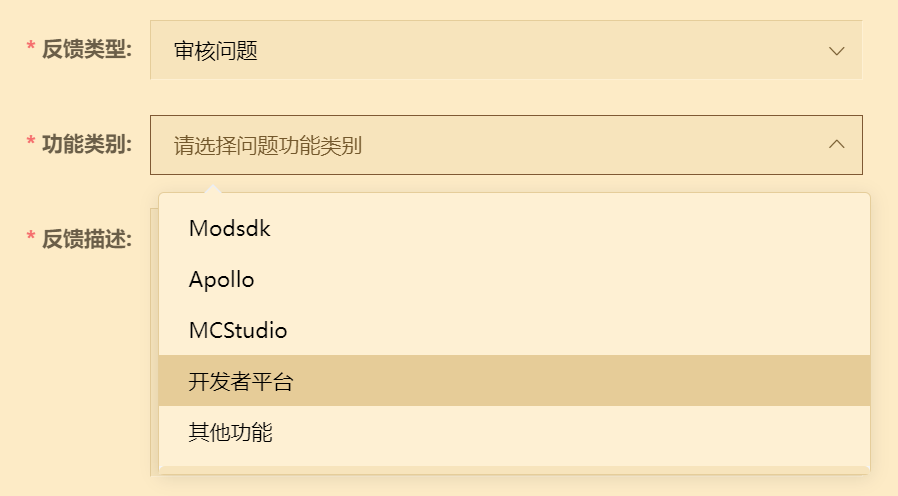 * 反馈类型: 审核问题
* 功能类别: 请选择问题功能类别
* 反馈描述:
Modsdk
Apollo
MCStudio
开发者平台
其他功能